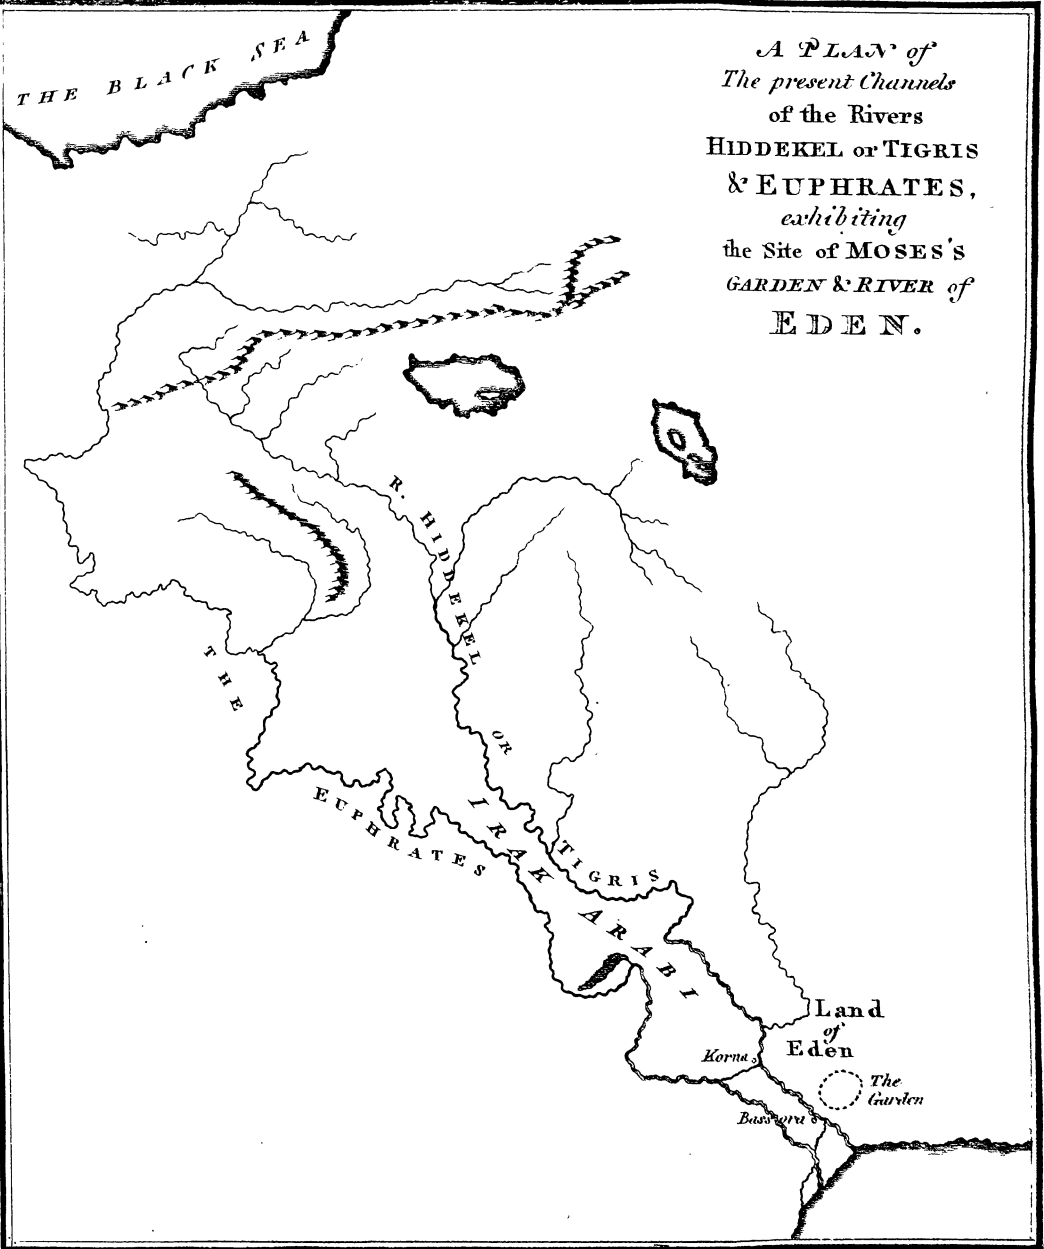 THE BLACK SEA
A PLAN of
The present Channels
of the Rivers
HIDDEKEL or TIGRIS
& EUPHRATES,
exhibiting
the Site of MOSES's
GARDEN & RIVER of
EDEN.
R. HIDDEKEL
OR
TIGRIS
THE
EUPHRATES
IRAK ARABI
Land
of
Eden
Korna
The
Garden
Bassora